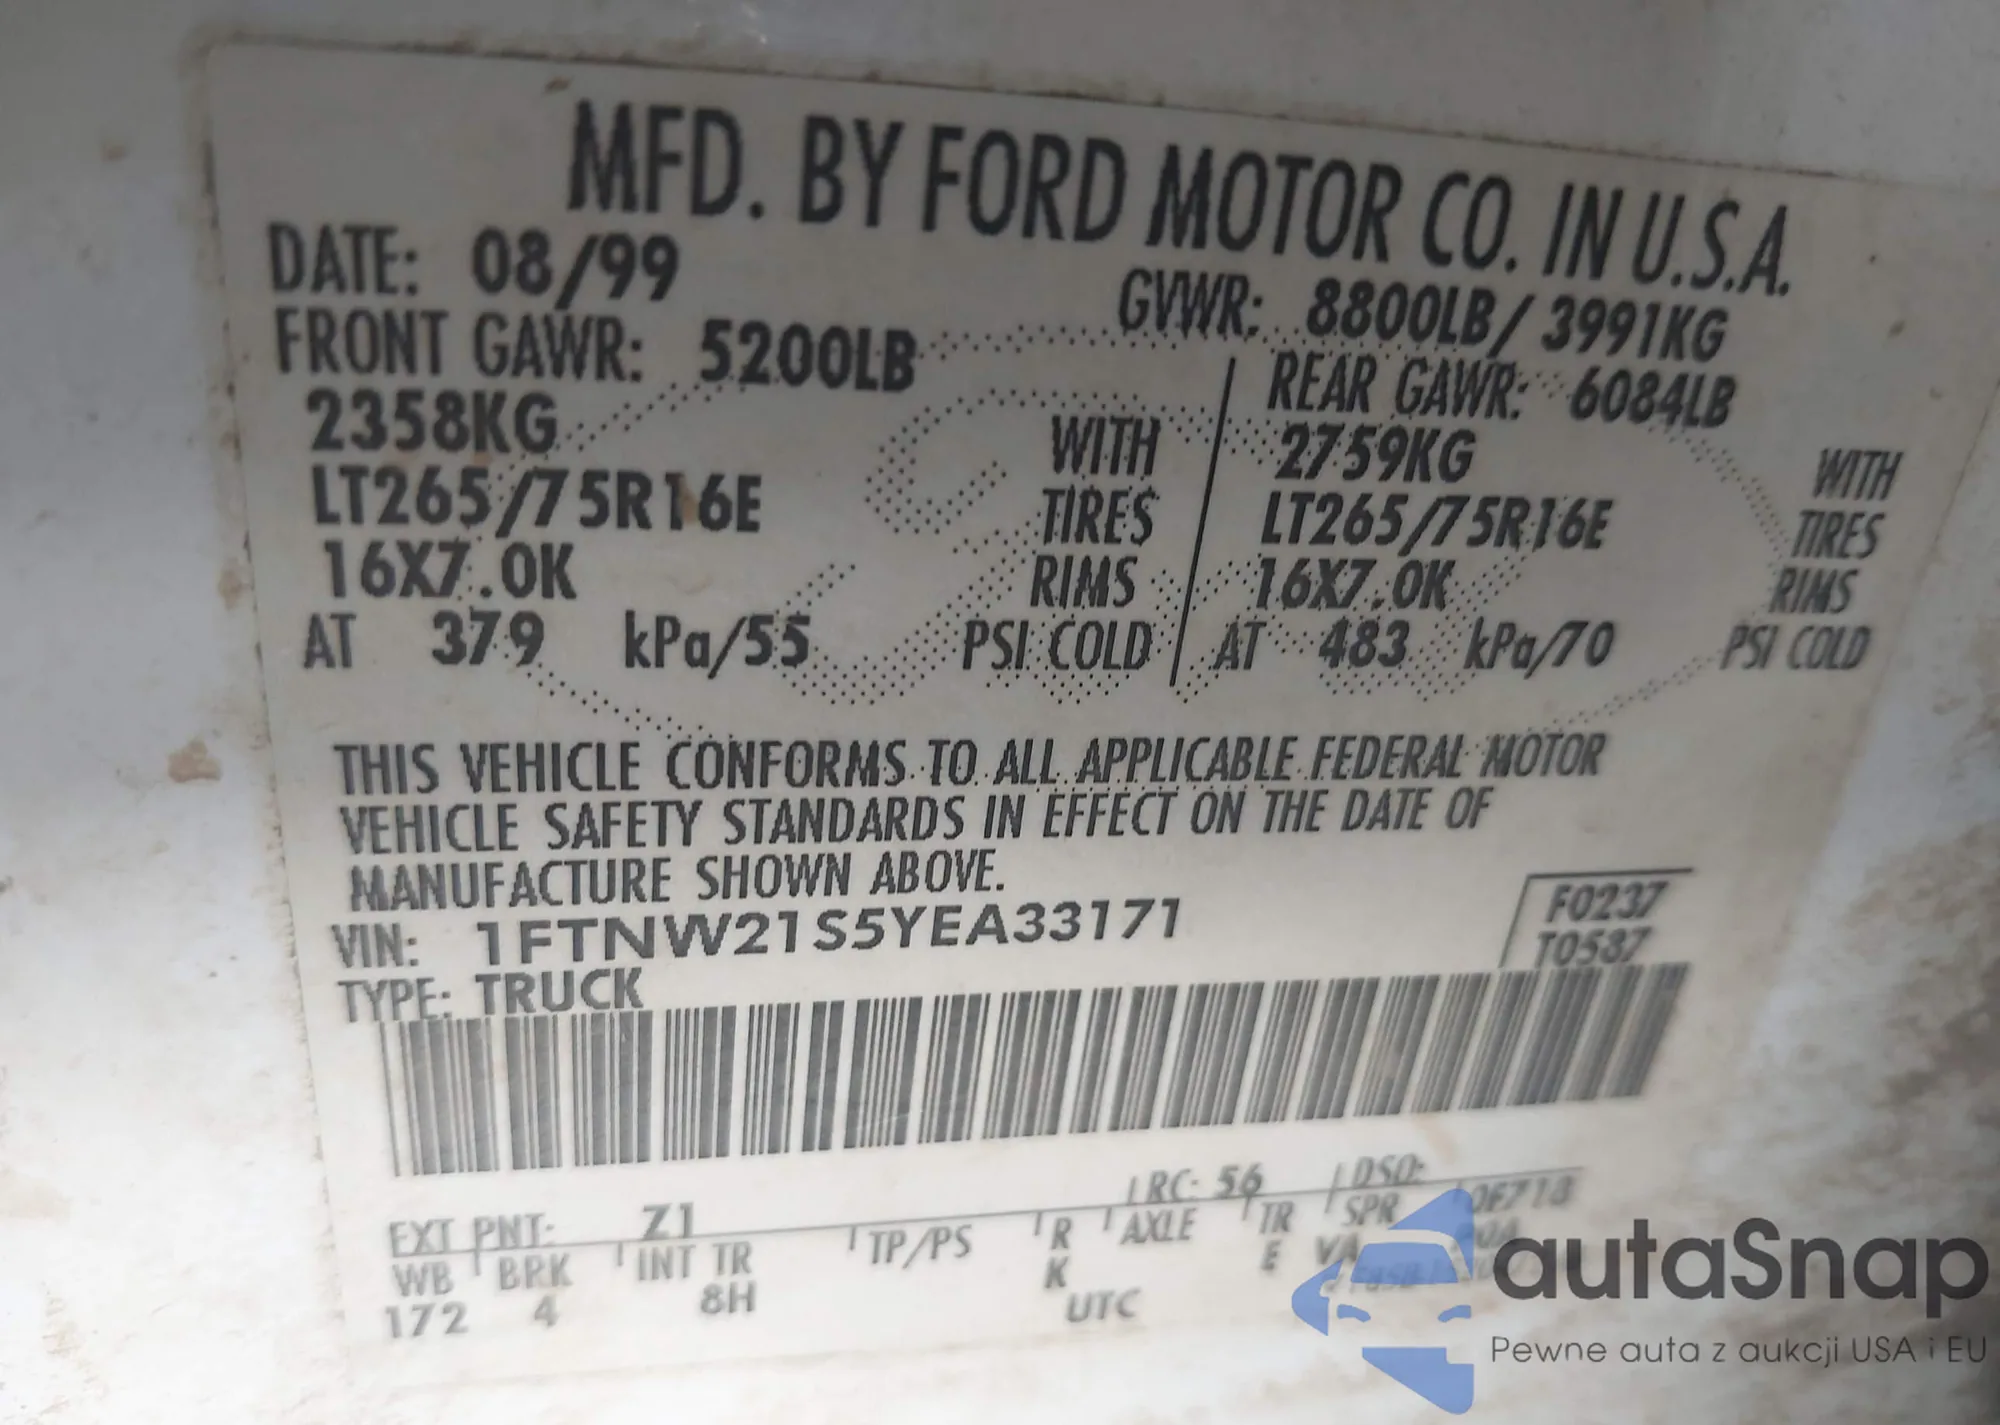 MFD. BY FORD MOTOR CO. IN U.S.A.
DATE: 08/99
GVWR: 8800LB/ 3991KG
FRONT GAWR: 5200LB
2358KG
LT265/75R16E
16X7.0K
AT 379 kPa/55
WITH
TIRES
RIMS
PSI COLD
REAR GAWR: 6084LB
2759KG
LT265/75R16E
16X7.0K
AT 483 kPa/70
WITH
TIRES
RIMS
PSI COLD
THIS VEHICLE CONFORMS TO ALL APPLICABLE FEDERAL MOTOR
VEHICLE SAFETY STANDARDS IN EFFECT ON THE DATE OF
MANUFACTURE SHOWN ABOVE.
VIN: 1FTNW21S5YEA33171
TYPE: TRUCK
F0237
T0587
EXT PNT: Z1
RC: 56
DSO:
WB BRK INT TR TP/PS R AXLE TR SPR
K E
172 4 8H UTC
autaSnap
Pewne auta z aukcji USA i EU